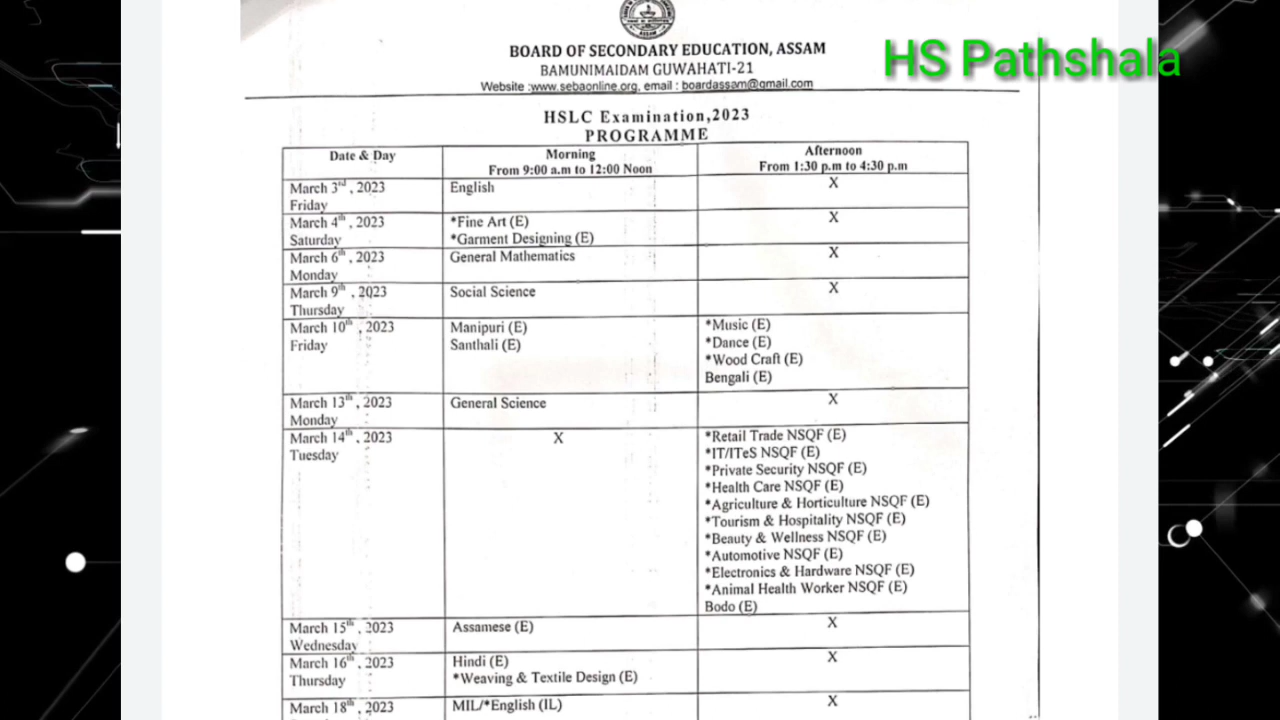 HS Pathshala
BOARD OF SECONDARY EDUCATION, ASSAM
BAMUNIMAIDAM GUWAHATI-21
Website :www.sebaonline.org, email : boardassam@gmail.com
HSLC Examination,2023
PROGRAMME
Date & Day
Morning
From 9:00 a.m to 12:00 Noon
Afternoon
From 1:30 p.m to 4:30 p.m
March 3rd, 2023
Friday
English
X
March 4th, 2023
Saturday
*Fine Art (E)
*Garment Designing (E)
X
March 6th, 2023
Monday
General Mathematics
X
March 9th, 2023
Thursday
Social Science
X
March 10th, 2023
Friday
Manipuri (E)
Santhali (E)
*Music (E)
*Dance (E)
*Wood Craft (E)
Bengali (E)
March 13th, 2023
Monday
General Science
X
March 14th, 2023
Tuesday
X
*Retail Trade NSQF (E)
*IT/ITeS NSQF (E)
*Private Security NSQF (E)
*Health Care NSQF (E)
*Agriculture & Horticulture NSQF (E)
*Tourism & Hospitality NSQF (E)
*Beauty & Wellness NSQF (E)
*Automotive NSQF (E)
*Electronics & Hardware NSQF (E)
*Animal Health Worker NSQF (E)
Bodo (E)
March 15th, 2023
Wednesday
Assamese (E)
X
March 16th, 2023
Thursday
Hindi (E)
*Weaving & Textile Design (E)
X
March 18th, 2023
MIL/*English (IL)
X